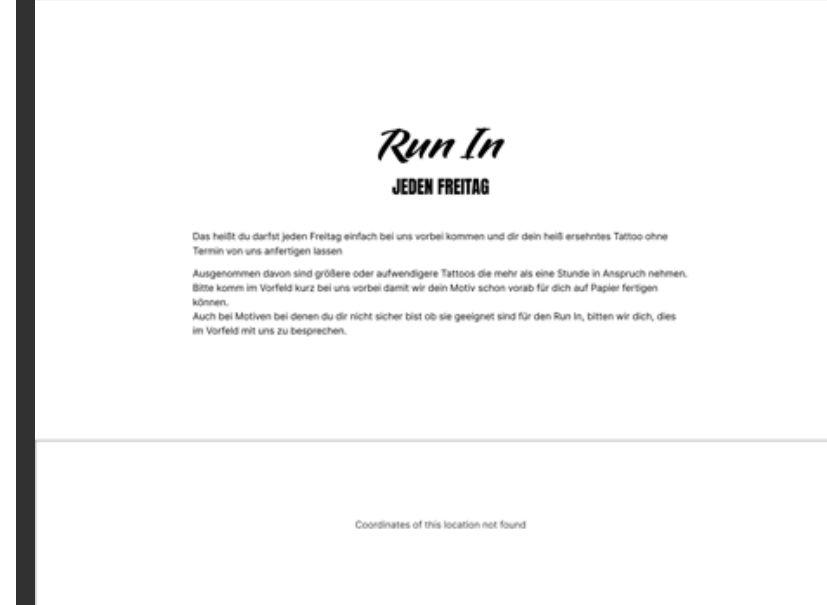 Run In
JEDEN FREITAG
Das heißt du darfst jeden Freitag einfach bei uns vorbei kommen und dir dein heiß ersehntes Tattoo ohne
Termin von uns anfertigen lassen
Ausgenommen davon sind größere oder aufwendigere Tattoos die mehr als eine Stunde in Anspruch nehmen.
Bitte komm im Vorfeld kurz bei uns vorbei damit wir dein Motiv schon vorab für dich auf Papier fertigen
können.
Auch bei Motiven bei denen du dir nicht sicher bist ob sie geeignet sind für den Run In, bitten wir dich, dies
im Vorfeld mit uns zu besprechen.
Coordinates of this location not found